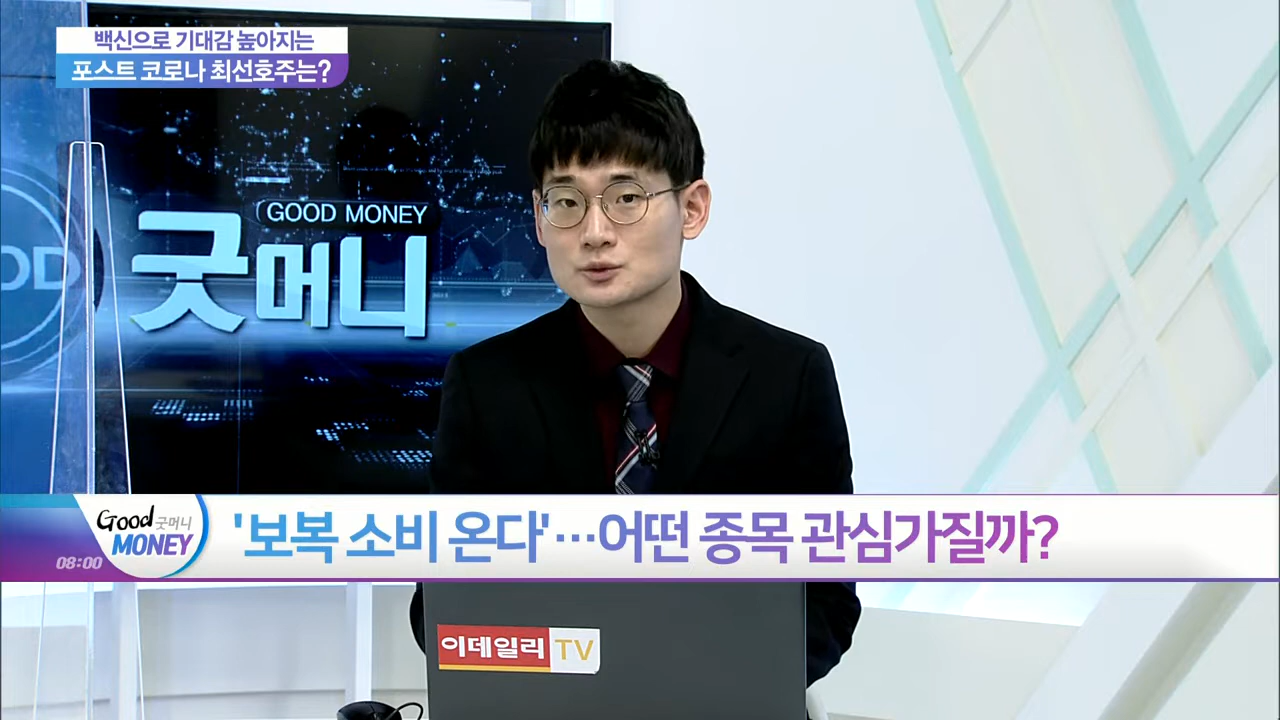 백신으로 기대감 높아지는
포스트 코로나 최선호주는?
GOOD MONEY
굿머니
OD
Good 굿머니
MONEY
08:00
'보복 소비 온다'…어떤 종목 관심가질까?
이데일리 TV